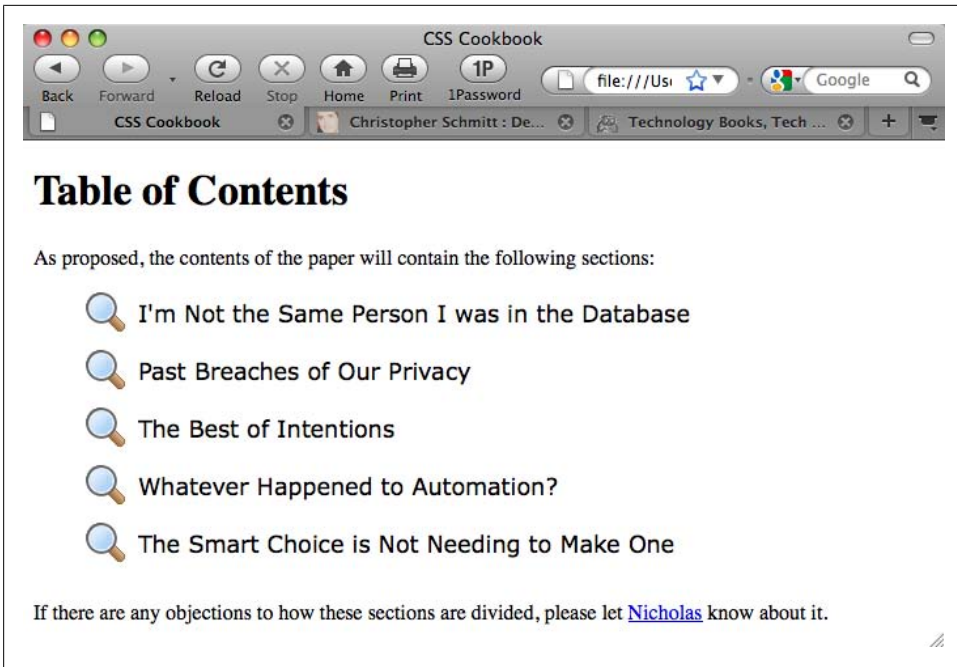 CSS Cookbook
Back Forward Reload Stop Home Print 1P 1Password file:///Us Google
CSS Cookbook Christopher Schmitt : De... Technology Books, Tech ...
Table of Contents
As proposed, the contents of the paper will contain the following sections:
I'm Not the Same Person I was in the Database
Past Breaches of Our Privacy
The Best of Intentions
Whatever Happened to Automation?
The Smart Choice is Not Needing to Make One
If there are any objections to how these sections are divided, please let Nicholas know about it.